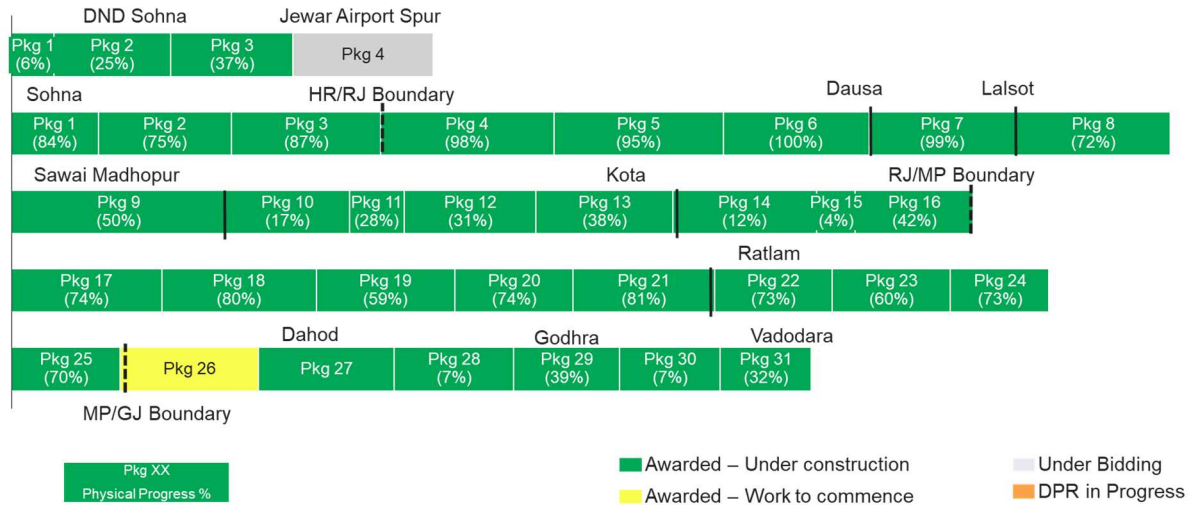 DND Sohna Jewar Airport Spur
Pkg 1 Pkg 2 Pkg 3 Pkg 4
(6%) (25%) (37%)
Sohna HR/RJ Boundary Dausa Lalsot
Pkg 1 Pkg 2 Pkg 3 Pkg 4 Pkg 5 Pkg 6 Pkg 7 Pkg 8
(84%) (75%) (87%) (98%) (95%) (100%) (99%) (72%)
Sawai Madhopur Kota RJ/MP Boundary
Pkg 9 Pkg 10 Pkg 11 Pkg 12 Pkg 13 Pkg 14 Pkg 15 Pkg 16
(50%) (17%) (28%) (31%) (38%) (12%) (4%) (42%)
Ratlam
Pkg 17 Pkg 18 Pkg 19 Pkg 20 Pkg 21 Pkg 22 Pkg 23 Pkg 24
(74%) (80%) (59%) (74%) (81%) (73%) (60%) (73%)
Dahod Godhra Vadodara
Pkg 25 Pkg 26 Pkg 27 Pkg 28 Pkg 29 Pkg 30 Pkg 31
(70%) (7%) (39%) (7%) (32%)
MP/GJ Boundary
Pkg XX
Physical Progress %
Awarded – Under construction
Awarded – Work to commence
Under Bidding
DPR in Progress